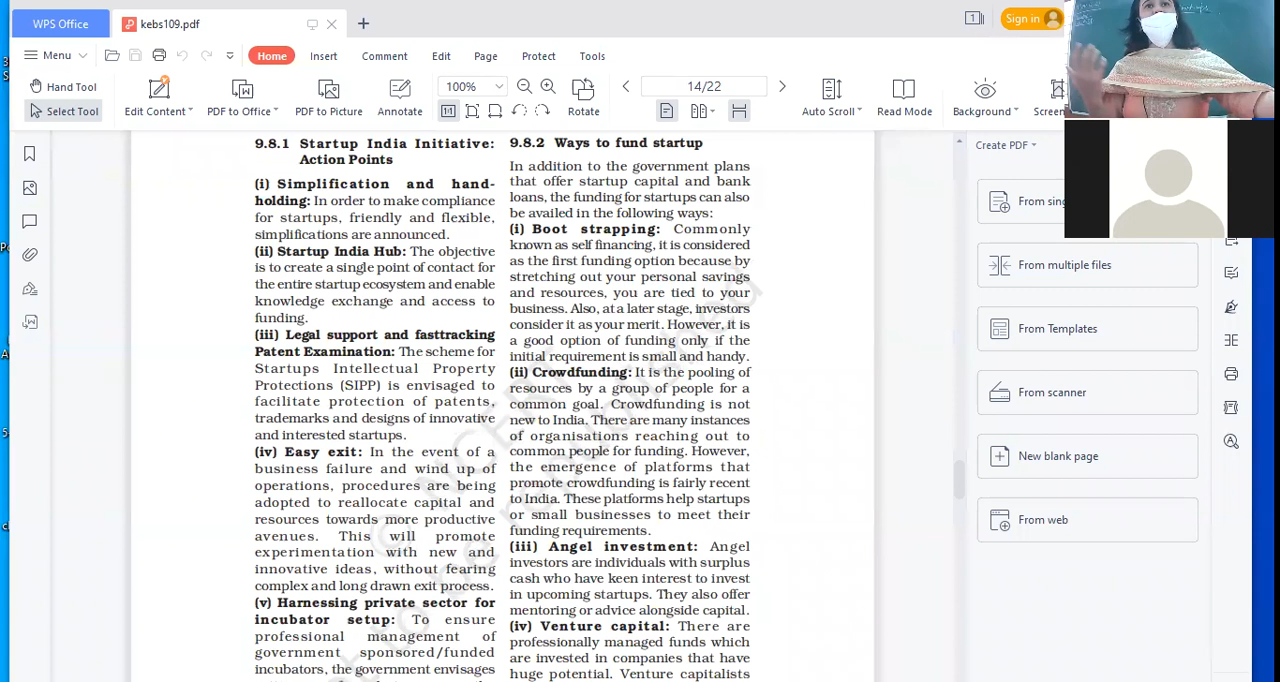 WPS Office
kebs109.pdf
Sign in
Menu
Home
Insert
Comment
Edit
Page
Protect
Tools
Hand Tool
Select Tool
Edit Content
PDF to Office
PDF to Picture
Annotate
100%
Rotate
14/22
Auto Scroll
Read Mode
Background
Screen
9.8.1 Startup India Initiative:
Action Points
(i) Simplification and hand-
holding: In order to make compliance
for startups, friendly and flexible,
simplifications are announced.
(ii) Startup India Hub: The objective
is to create a single point of contact for
the entire startup ecosystem and enable
knowledge exchange and access to
funding.
(iii) Legal support and fasttracking
Patent Examination: The scheme for
Startups Intellectual Property
Protections (SIPP) is envisaged to
facilitate protection of patents,
trademarks and designs of innovative
and interested startups.
(iv) Easy exit: In the event of a
business failure and wind up of
operations, procedures are being
adopted to reallocate capital and
resources towards more productive
avenues. This will promote
experimentation with new and
innovative ideas, without fearing
complex and long drawn exit process.
(v) Harnessing private sector for
incubator setup: To ensure
professional management of
government sponsored/funded
incubators, the government envisages
9.8.2 Ways to fund startup
In addition to the government plans
that offer startup capital and bank
loans, the funding for startups can also
be availed in the following ways:
(i) Boot strapping: Commonly
known as self financing, it is considered
as the first funding option because by
stretching out your personal savings
and resources, you are tied to your
business. Also, at a later stage, investors
consider it as your merit. However, it is
a good option of funding only if the
initial requirement is small and handy.
(ii) Crowdfunding: It is the pooling of
resources by a group of people for a
common goal. Crowdfunding is not
new to India. There are many instances
of organisations reaching out to
common people for funding. However,
the emergence of platforms that
promote crowdfunding is fairly recent
to India. These platforms help startups
or small businesses to meet their
funding requirements.
(iii) Angel investment: Angel
investors are individuals with surplus
cash who have keen interest to invest
in upcoming startups. They also offer
mentoring or advice alongside capital.
(iv) Venture capital: There are
professionally managed funds which
are invested in companies that have
huge potential. Venture capitalists
© NCERT
not to be republished
Create PDF
From sing
From multiple files
From Templates
From scanner
New blank page
From web